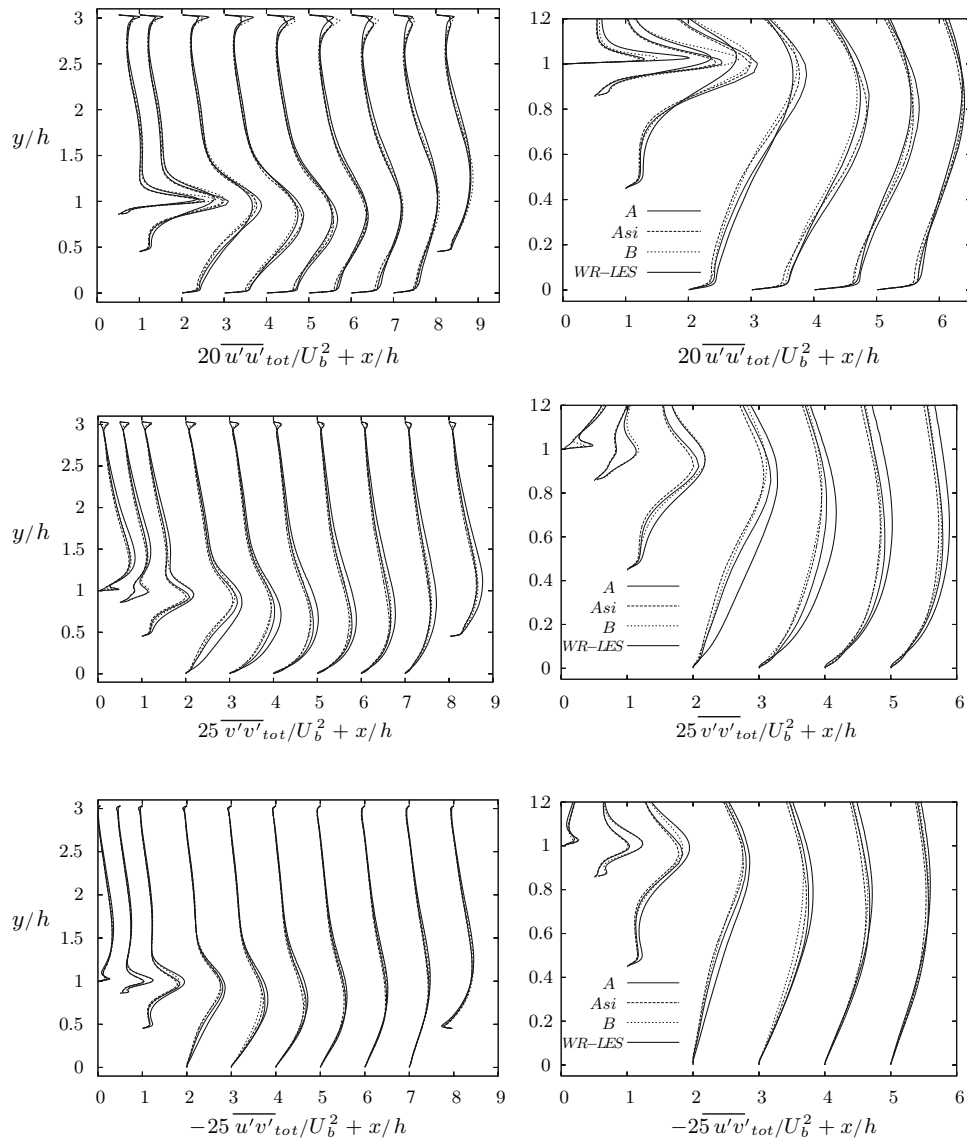 3
2.5
y/h
2
1.5
1
0.5
0
0 1 2 3 4 5 6 7 8 9
20 u′u′tot/U_b^2 + x/h
1.2
1
0.8
0.6
0.4
0.2
0
A
Asi
B
WR−LES
0 1 2 3 4 5 6
20 u′u′tot/U_b^2 + x/h
3
2.5
y/h
2
1.5
1
0.5
0
0 1 2 3 4 5 6 7 8 9
25 v′v′tot/U_b^2 + x/h
1.2
1
0.8
0.6
0.4
0.2
0
A
Asi
B
WR−LES
0 1 2 3 4 5 6
25 v′v′tot/U_b^2 + x/h
3
2.5
y/h
2
1.5
1
0.5
0
0 1 2 3 4 5 6 7 8 9
−25 u′v′tot/U_b^2 + x/h
1.2
1
0.8
0.6
0.4
0.2
0
A
Asi
B
WR−LES
0 1 2 3 4 5 6
−25 u′v′tot/U_b^2 + x/h